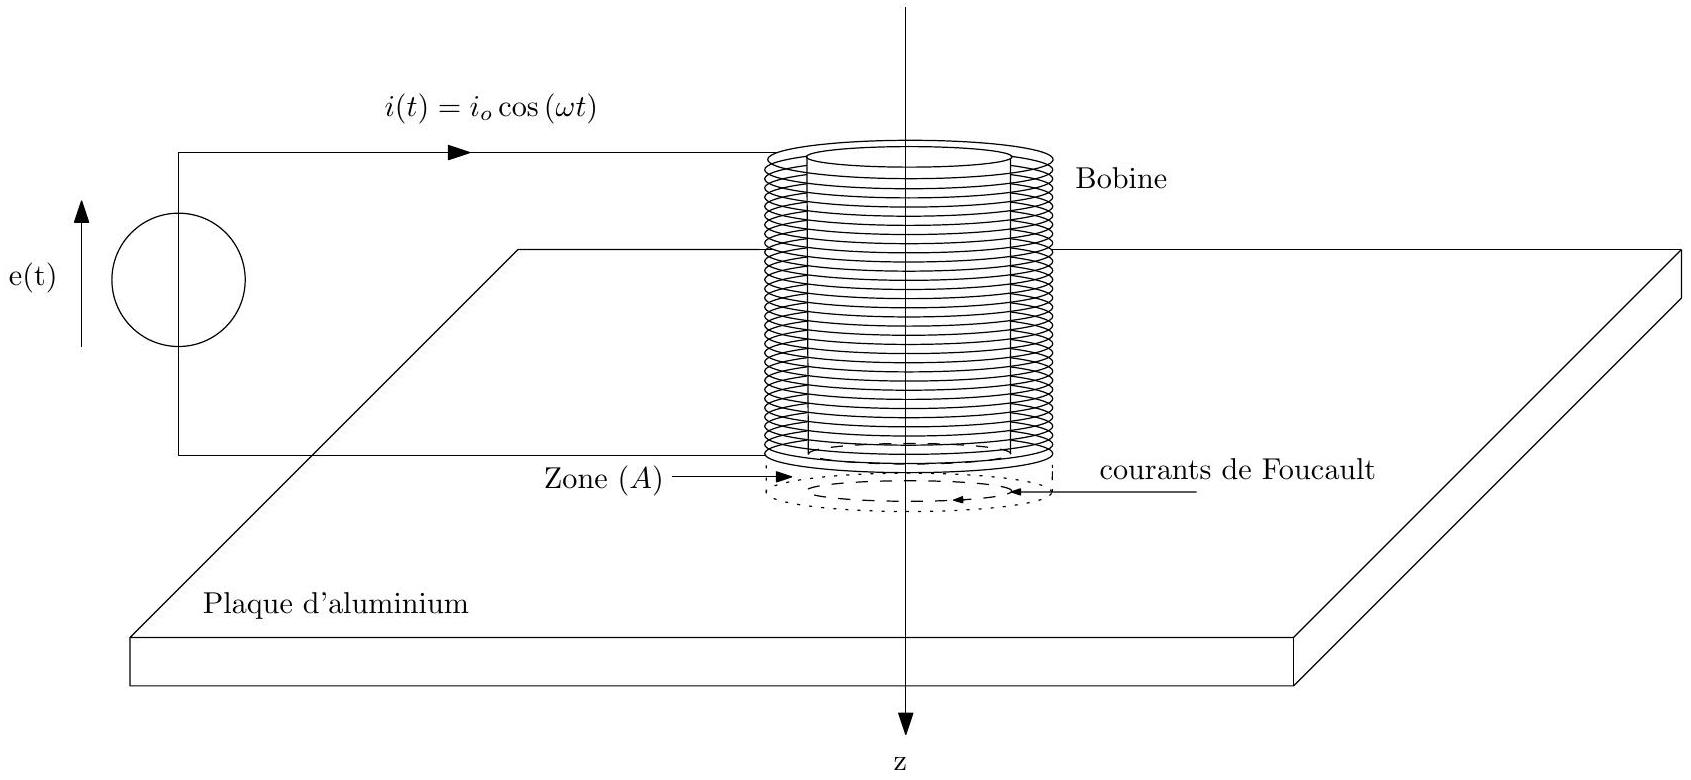 i(t) = i_o cos (ωt)
Bobine
e(t)
Zone (A)
courants de Foucault
Plaque d'aluminium
z